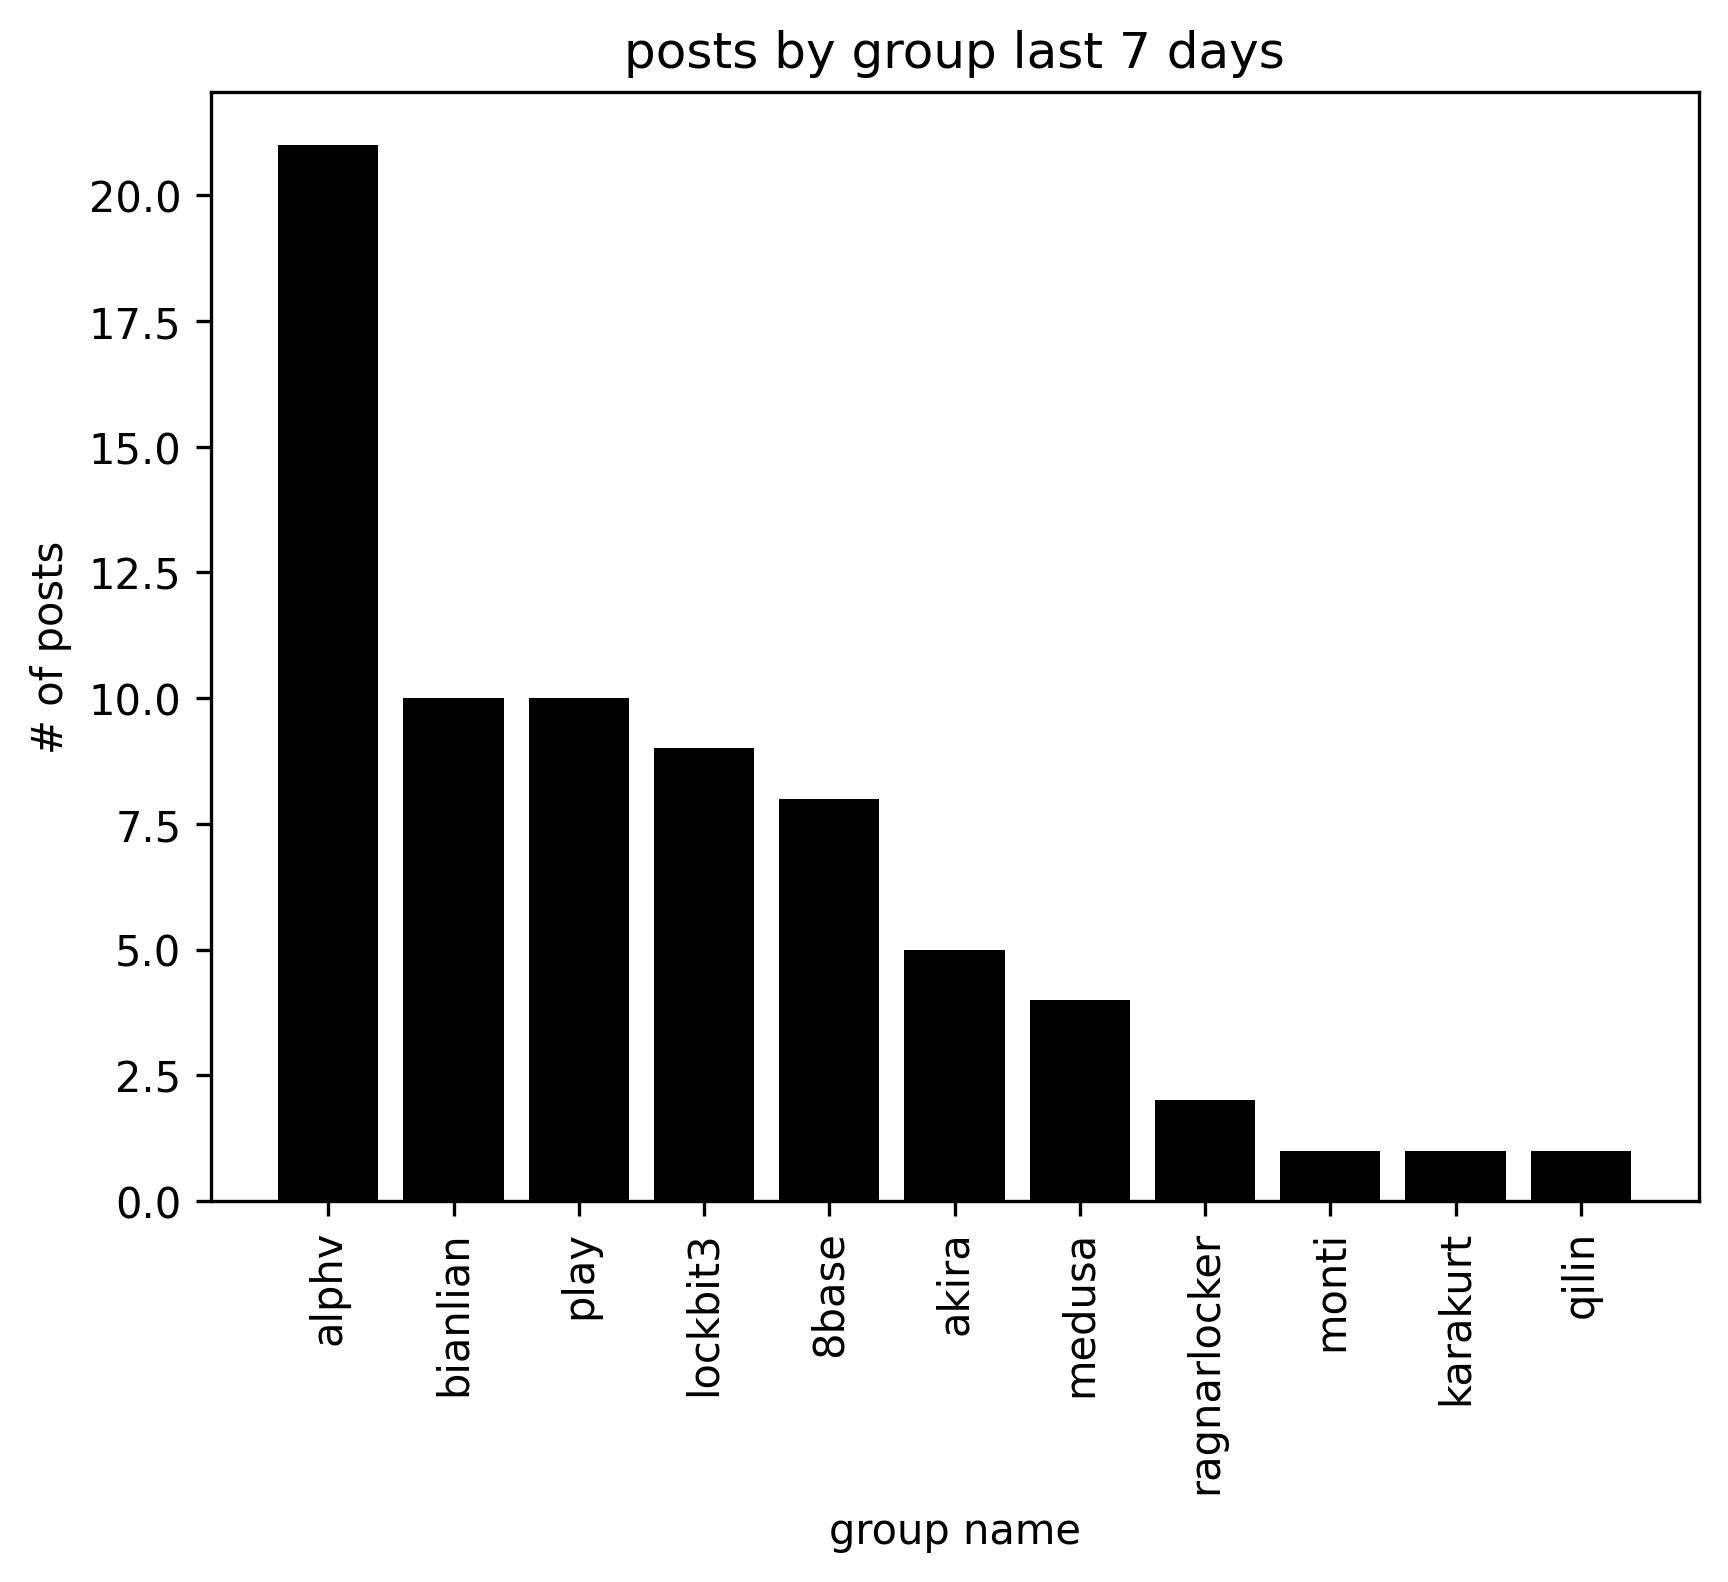 posts by group last 7 days
# of posts
20.0
17.5
15.0
12.5
10.0
7.5
5.0
2.5
0.0
alphv
bianlian
play
lockbit3
8base
akira
medusa
ragnarlocker
monti
karakurt
qilin
group name